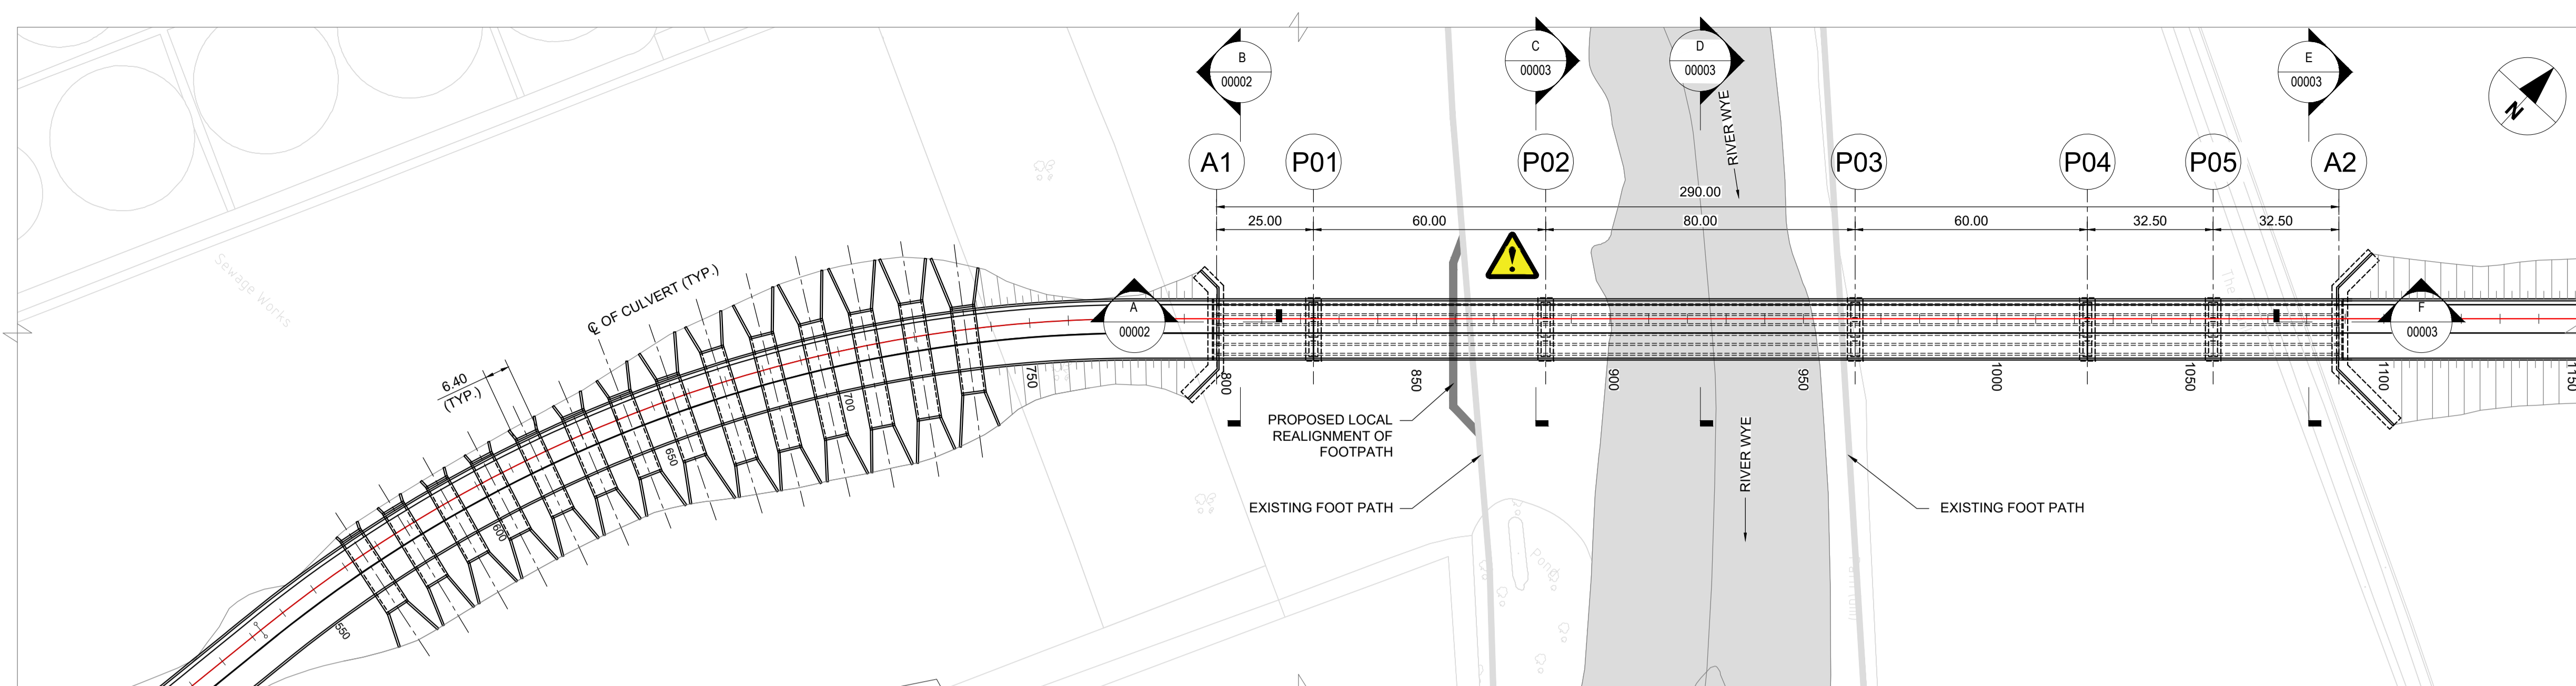 B
00002
C
00003
D
00003
E
00003
N
RIVER WYE
A1
P01
P02
P03
P04
P05
A2
290.00
25.00
60.00
80.00
60.00
32.50
32.50
Sewage Works
℄ OF CULVERT (TYP.)
The
A
00002
F
00003
6.40
(TYP.)
550
600
650
700
750
800
850
900
950
1000
1050
1100
1150
PROPOSED LOCAL
REALIGNMENT OF
FOOTPATH
RIVER WYE
EXISTING FOOT PATH
EXISTING FOOT PATH
Pond